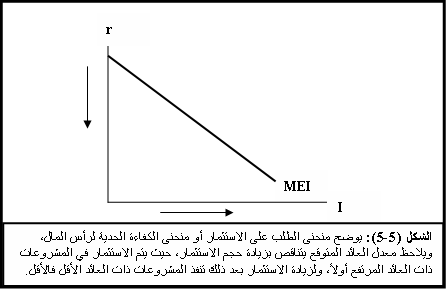 r
MEI
I
الشكل (5-5): يوضح منحنى الطلب على الاستثمار أو منحنى الكفاءة الحدية لرأس المال،
ويلاحظ معدل العائد المتوقع يتناقص بزيادة حجم الاستثمار، حيث يتم الاستثمار في المشروعات
ذات العائد المرتفع أولاً، ولزيادة الاستثمار بعد ذلك تنفذ المشروعات ذات العائد الأقل فالأقل.